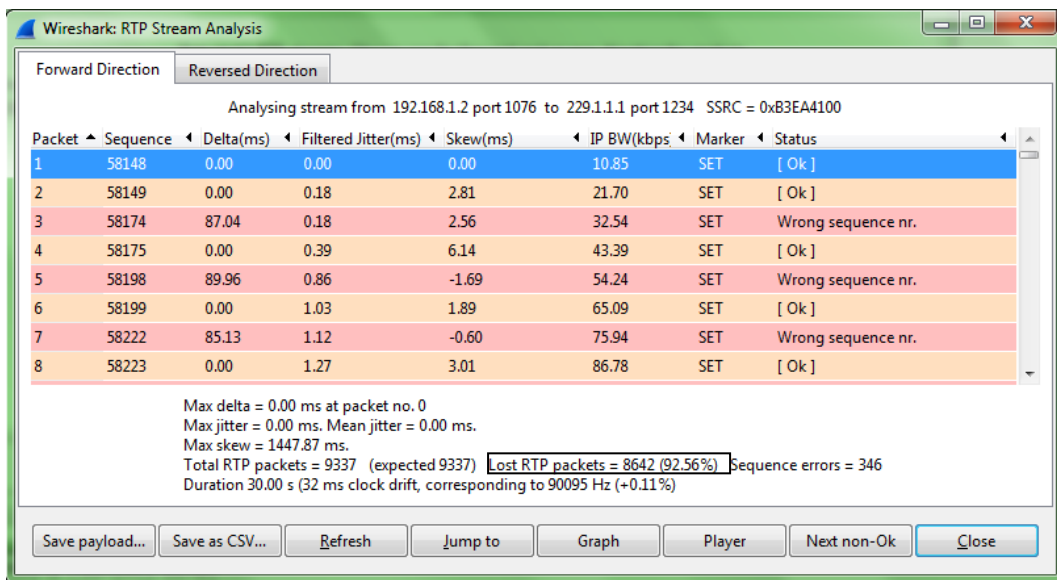 Wireshark: RTP Stream Analysis
Forward Direction Reversed Direction
Analysing stream from 192.168.1.2 port 1076 to 229.1.1.1 port 1234 SSRC = 0xB3EA4100
Packet Sequence Delta(ms) Filtered Jitter(ms) Skew(ms) IP BW(kbps) Marker Status
1 58148 0.00 0.00 0.00 10.85 SET [ Ok ]
2 58149 0.00 0.18 2.81 21.70 SET [ Ok ]
3 58174 87.04 0.18 2.56 32.54 SET Wrong sequence nr.
4 58175 0.00 0.39 6.14 43.39 SET [ Ok ]
5 58198 89.96 0.86 -1.69 54.24 SET Wrong sequence nr.
6 58199 0.00 1.03 1.89 65.09 SET [ Ok ]
7 58222 85.13 1.12 -0.60 75.94 SET Wrong sequence nr.
8 58223 0.00 1.27 3.01 86.78 SET [ Ok ]
Max delta = 0.00 ms at packet no. 0
Max jitter = 0.00 ms. Mean jitter = 0.00 ms.
Max skew = 1447.87 ms.
Total RTP packets = 9337 (expected 9337) Lost RTP packets = 8642 (92.56%) Sequence errors = 346
Duration 30.00 s (32 ms clock drift, corresponding to 90095 Hz (+0.11%)
Save payload... Save as CSV... Refresh Jump to Graph Player Next non-Ok Close